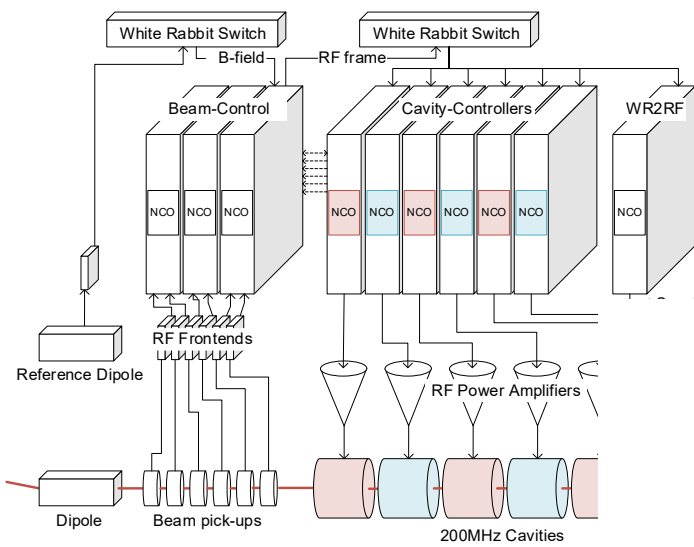 White Rabbit Switch
White Rabbit Switch
B-field
RF frame
Beam-Control
Cavity-Controllers
WR2RF
NCO
NCO
NCO
NCO
NCO
NCO
NCO
NCO
NCO
NCO
RF Frontends
Reference Dipole
RF Power Amplifiers
Dipole
Beam pick-ups
200MHz Cavities